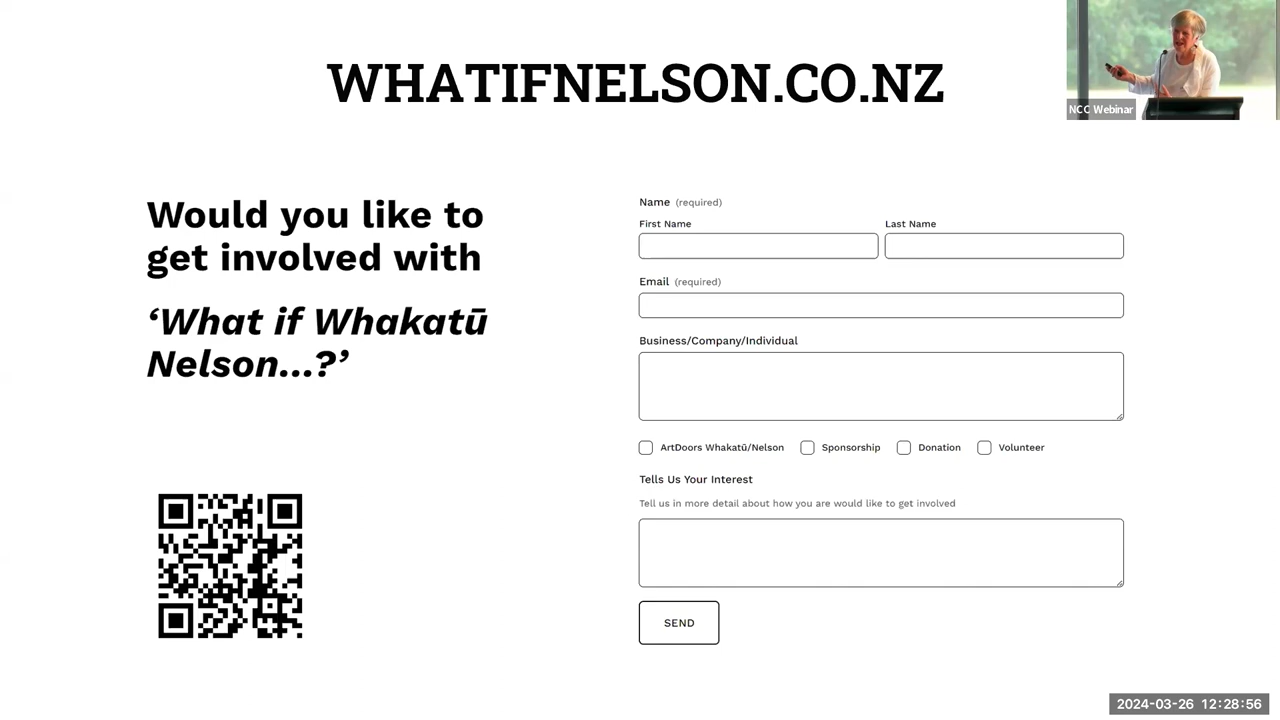 WHATIFNELSON.CO.NZ
NCC Webinar
Would you like to
get involved with
‘What if Whakatū
Nelson...?’
Name (required)
First Name
Last Name
Email (required)
Business/Company/Individual
ArtDoors Whakatū/Nelson
Sponsorship
Donation
Volunteer
Tells Us Your Interest
Tell us in more detail about how you are would like to get involved
SEND
2024-03-26 12:28:56